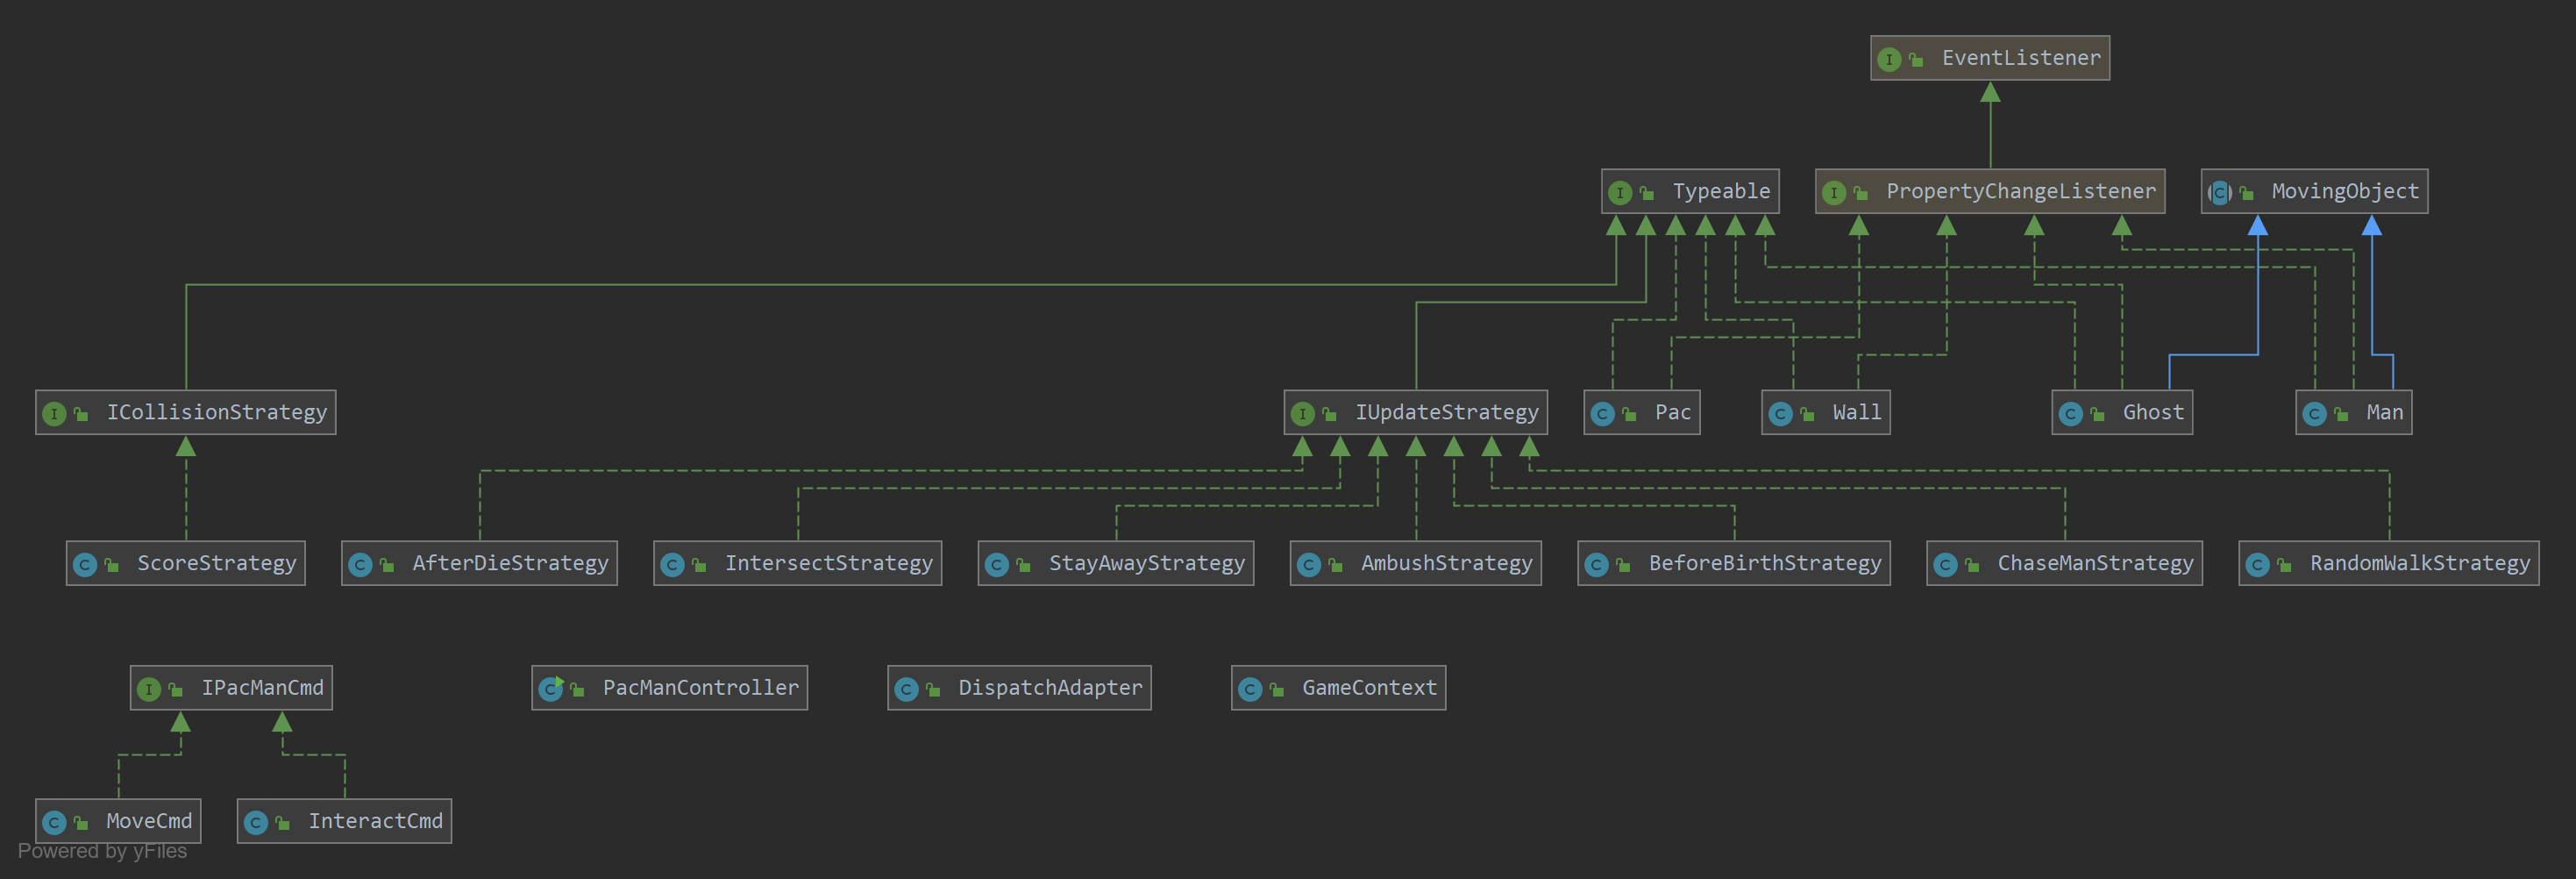 EventListener
Typeable
PropertyChangeListener
MovingObject
ICollisionStrategy
IUpdateStrategy
Pac
Wall
Ghost
Man
ScoreStrategy
AfterDieStrategy
IntersectStrategy
StayAwayStrategy
AmbushStrategy
BeforeBirthStrategy
ChaseManStrategy
RandomWalkStrategy
IPacManCmd
PacManController
DispatchAdapter
GameContext
MoveCmd
InteractCmd
Powered by yFiles